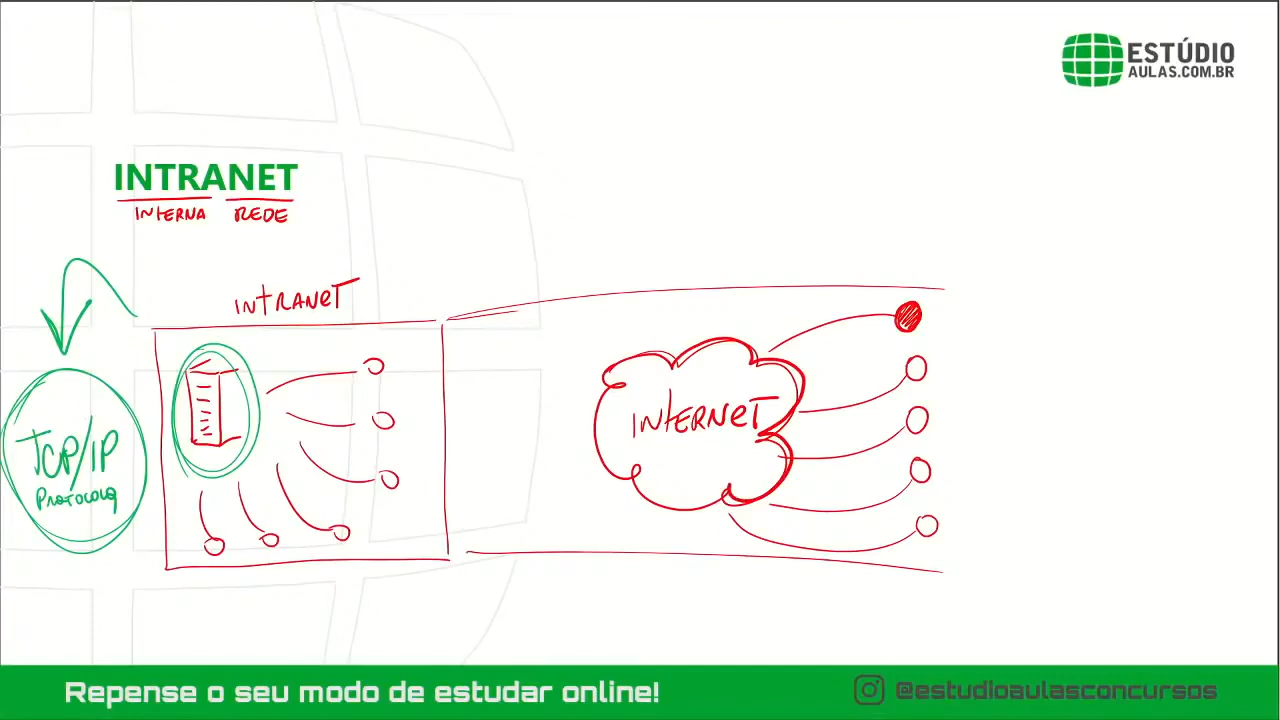 ESTÚDIO
AULAS.COM.BR
INTRANET
INTERNA REDE
INTRANET
INTERNET
TCP/IP
PROTOCOLO
Repense o seu modo de estudar online!
@estudioaulasconcursos